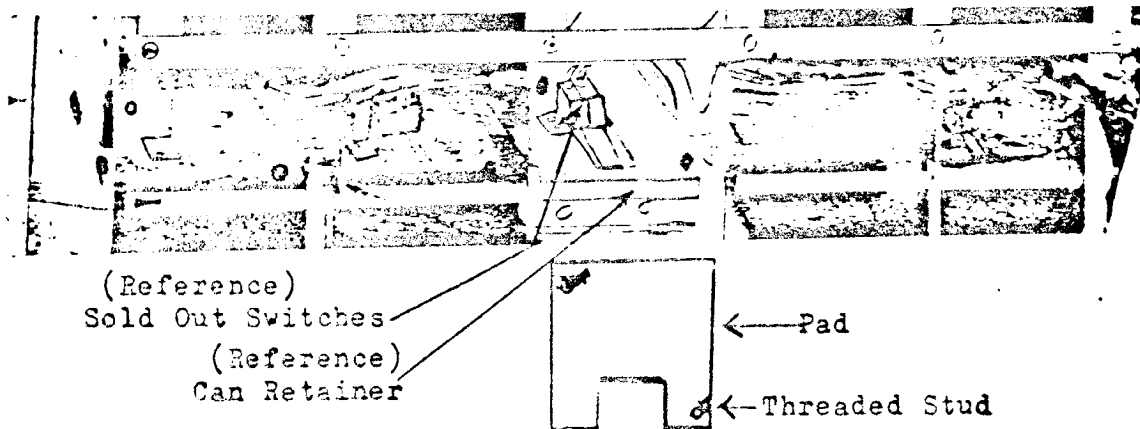 (Reference)
Sold Out Switches
(Reference)
Can Retainer
Pad
Threaded Stud